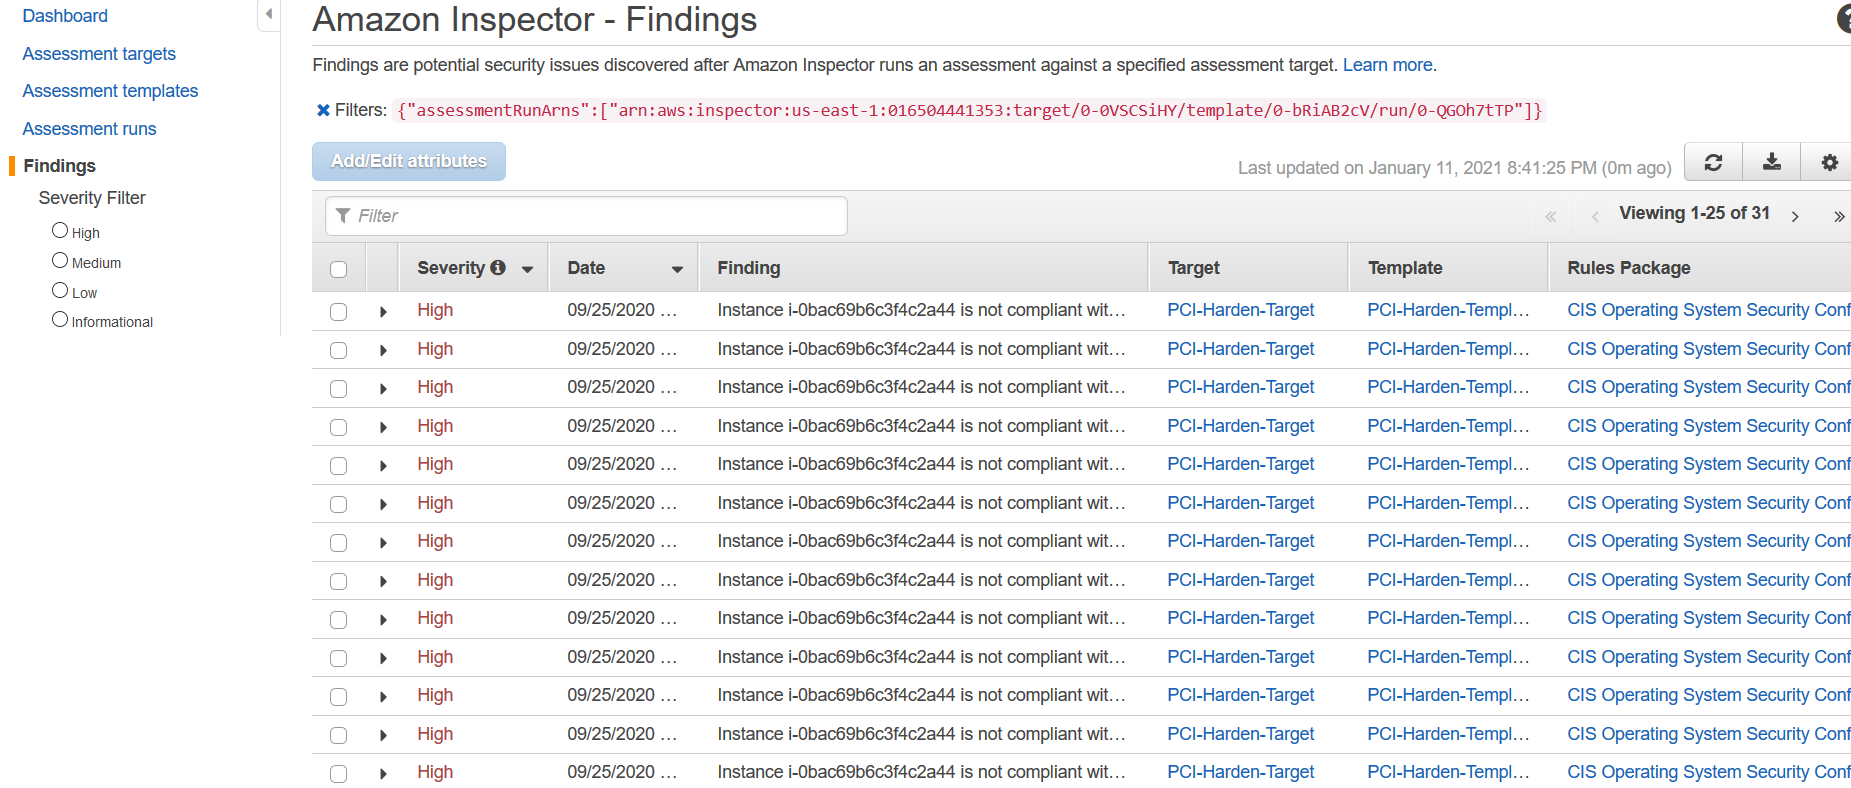 Dashboard
Assessment targets
Assessment templates
Assessment runs
Findings
Severity Filter
High
Medium
Low
Informational
Amazon Inspector - Findings
Findings are potential security issues discovered after Amazon Inspector runs an assessment against a specified assessment target. Learn more.
Filters: {"assessmentRunArns":["arn:aws:inspector:us-east-1:016504441353:target/0-0VSCSiHY/template/0-bRiAB2cV/run/0-QGOh7tTP"]}
Add/Edit attributes
Last updated on January 11, 2021 8:41:25 PM (0m ago)
Filter
« ‹ Viewing 1-25 of 31 › »
Severity Date Finding Target Template Rules Package
High 09/25/2020 … Instance i-0bac69b6c3f4c2a44 is not compliant wit… PCI-Harden-Target PCI-Harden-Templ… CIS Operating System Security Conf
High 09/25/2020 … Instance i-0bac69b6c3f4c2a44 is not compliant wit… PCI-Harden-Target PCI-Harden-Templ… CIS Operating System Security Conf
High 09/25/2020 … Instance i-0bac69b6c3f4c2a44 is not compliant wit… PCI-Harden-Target PCI-Harden-Templ… CIS Operating System Security Conf
High 09/25/2020 … Instance i-0bac69b6c3f4c2a44 is not compliant wit… PCI-Harden-Target PCI-Harden-Templ… CIS Operating System Security Conf
High 09/25/2020 … Instance i-0bac69b6c3f4c2a44 is not compliant wit… PCI-Harden-Target PCI-Harden-Templ… CIS Operating System Security Conf
High 09/25/2020 … Instance i-0bac69b6c3f4c2a44 is not compliant wit… PCI-Harden-Target PCI-Harden-Templ… CIS Operating System Security Conf
High 09/25/2020 … Instance i-0bac69b6c3f4c2a44 is not compliant wit… PCI-Harden-Target PCI-Harden-Templ… CIS Operating System Security Conf
High 09/25/2020 … Instance i-0bac69b6c3f4c2a44 is not compliant wit… PCI-Harden-Target PCI-Harden-Templ… CIS Operating System Security Conf
High 09/25/2020 … Instance i-0bac69b6c3f4c2a44 is not compliant wit… PCI-Harden-Target PCI-Harden-Templ… CIS Operating System Security Conf
High 09/25/2020 … Instance i-0bac69b6c3f4c2a44 is not compliant wit… PCI-Harden-Target PCI-Harden-Templ… CIS Operating System Security Conf
High 09/25/2020 … Instance i-0bac69b6c3f4c2a44 is not compliant wit… PCI-Harden-Target PCI-Harden-Templ… CIS Operating System Security Conf
High 09/25/2020 … Instance i-0bac69b6c3f4c2a44 is not compliant wit… PCI-Harden-Target PCI-Harden-Templ… CIS Operating System Security Conf
High 09/25/2020 … Instance i-0bac69b6c3f4c2a44 is not compliant wit… PCI-Harden-Target PCI-Harden-Templ… CIS Operating System Security Conf